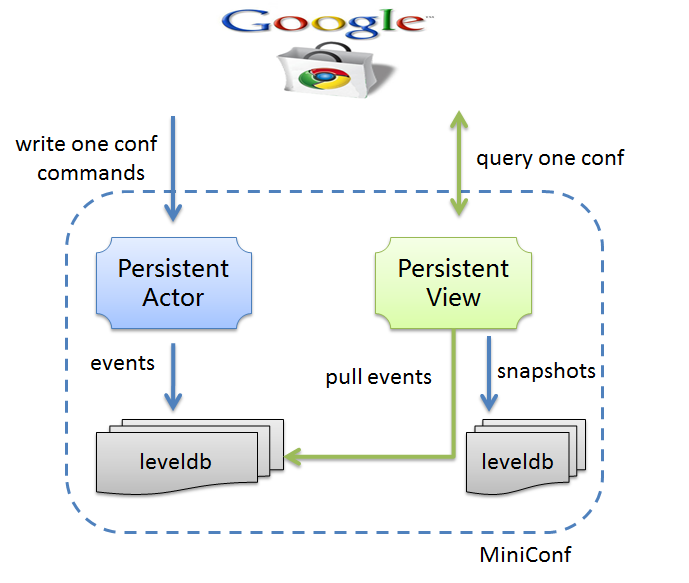 Google
write one conf
commands
query one conf
Persistent
Actor
Persistent
View
events
pull events
snapshots
leveldb
leveldb
MiniConf